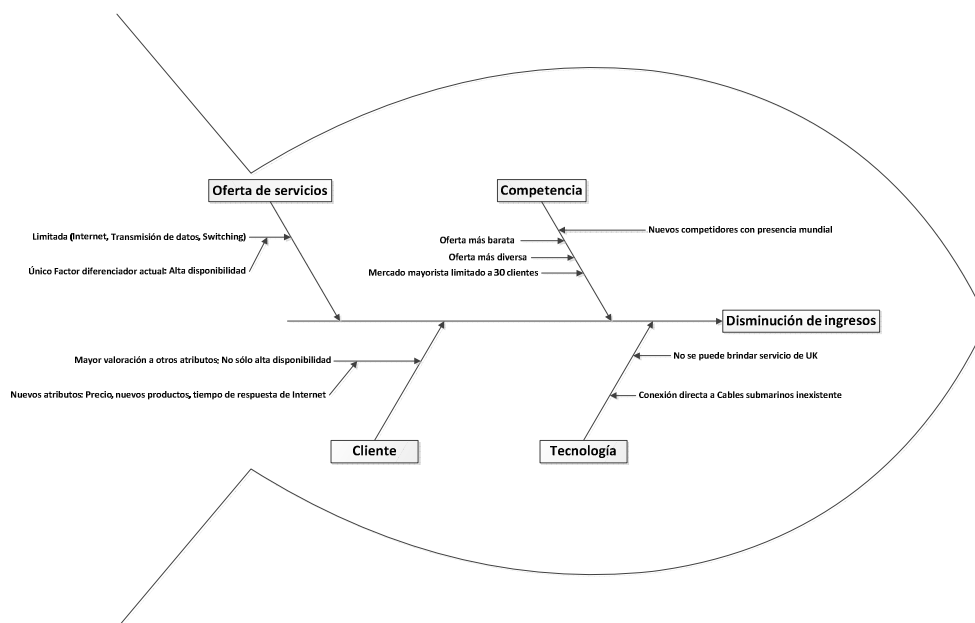 Oferta de servicios
Competencia
Limitada (Internet, Transmisión de datos, Switching)
Único Factor diferenciador actual: Alta disponibilidad
Nuevos competidores con presencia mundial
Oferta más barata
Oferta más diversa
Mercado mayorista limitado a 30 clientes
Disminución de ingresos
Mayor valoración a otros atributos; No sólo alta disponibilidad
Nuevos atributos: Precio, nuevos productos, tiempo de respuesta de Internet
No se puede brindar servicio de UK
Conexión directa a Cables submarinos inexistente
Cliente
Tecnología